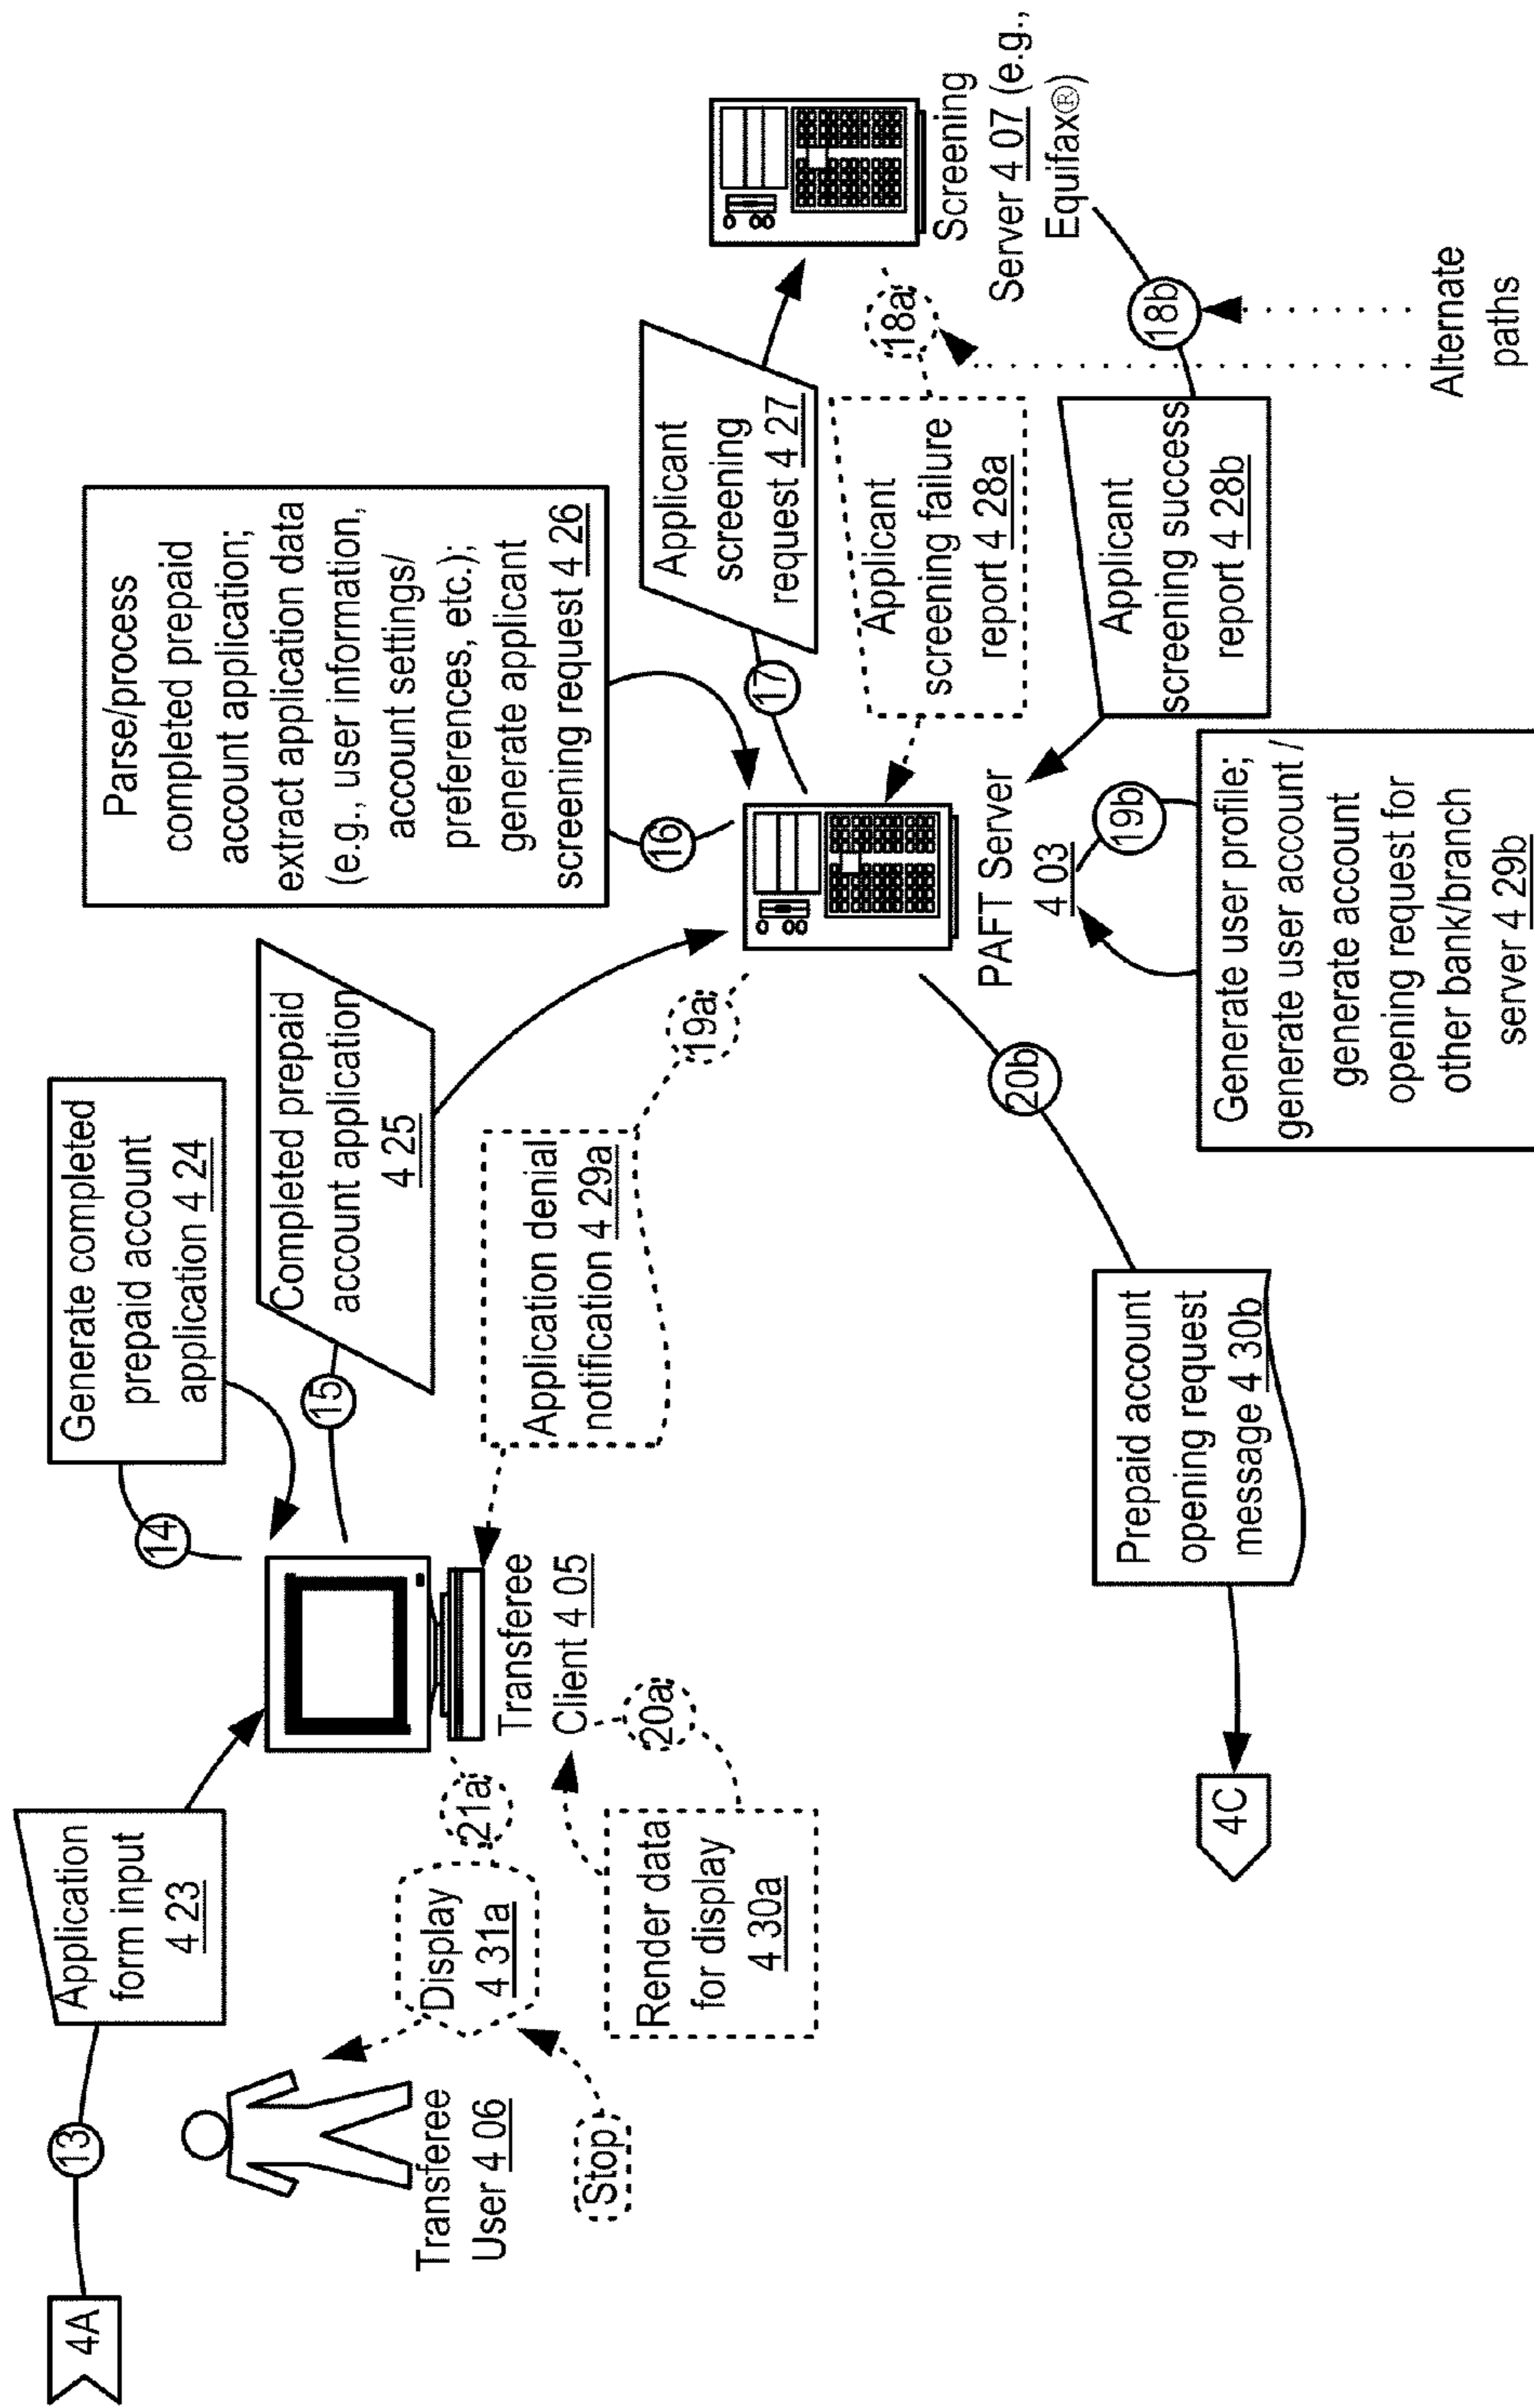 4A
13
Application
form input
4 23
Transferee
User 4 06
14
Generate completed
prepaid account
application 4 24
15
Completed prepaid
account application
4 25
Transferee
Client 4 05
21a
Display
4 31a
Stop
20a
Render data
for display
4 30a
Application denial
notification 4 29a
19a
Parse/process
completed prepaid
account application;
extract application data
(e.g., user information,
account settings/
preferences, etc.);
generate applicant
screening request 4 26
16
17
Applicant
screening
request 4 27
Screening
Server 4 07 (e.g.,
Equifax®)
18a
Applicant
screening failure
report 4 28a
18b
Applicant
screening success
report 4 28b
Alternate
paths
PAFT Server
4 03
19b
Generate user profile;
generate user account /
generate account
opening request for
other bank/branch
server 4 29b
20b
Prepaid account
opening request
message 4 30b
4C